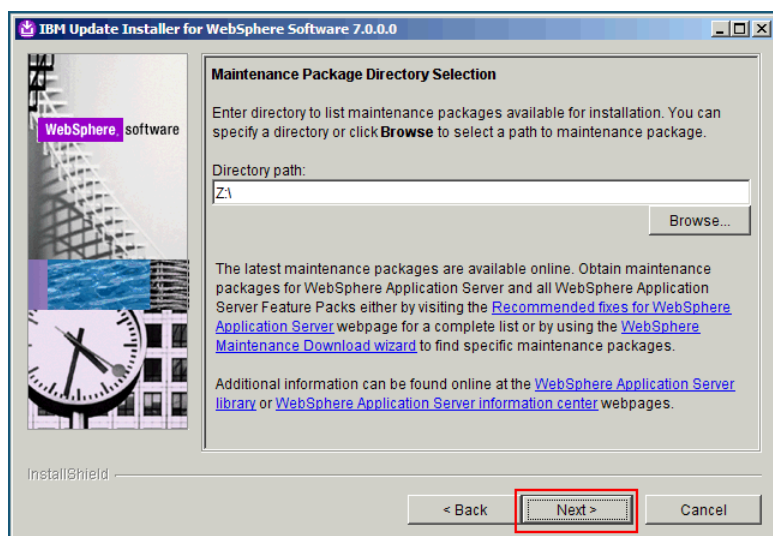 IBM Update Installer for WebSphere Software 7.0.0.0
WebSphere. software
Maintenance Package Directory Selection
Enter directory to list maintenance packages available for installation. You can
specify a directory or click Browse to select a path to maintenance package.
Directory path:
Z:\
Browse...
The latest maintenance packages are available online. Obtain maintenance
packages for WebSphere Application Server and all WebSphere Application
Server Feature Packs either by visiting the Recommended fixes for WebSphere
Application Server webpage for a complete list or by using the WebSphere
Maintenance Download wizard to find specific maintenance packages.
Additional information can be found online at the WebSphere Application Server
library or WebSphere Application Server information center webpages.
InstallShield
< Back
Next >
Cancel